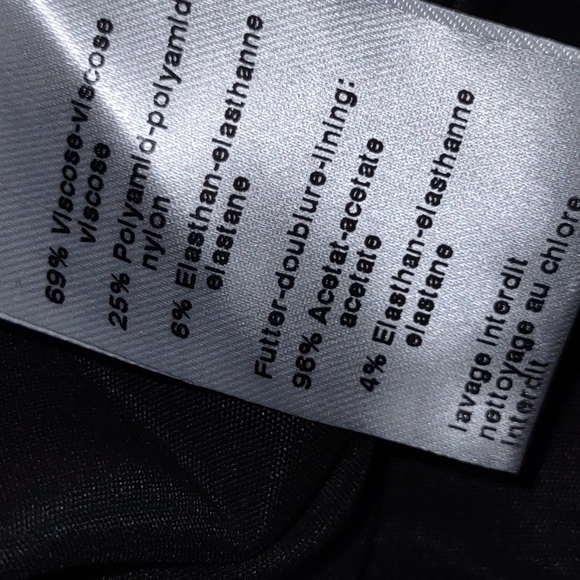 69% Viscose-viscose
viscose
25% Polyamid-polyamid
nylon
6% Elasthan-elasthanne
elastane
Futter-doublure-lining:
96% Acetat-acetate
acetate
4% Elasthan-elasthanne
elastane
lavage interdit
nettoyage au chlore
interdit